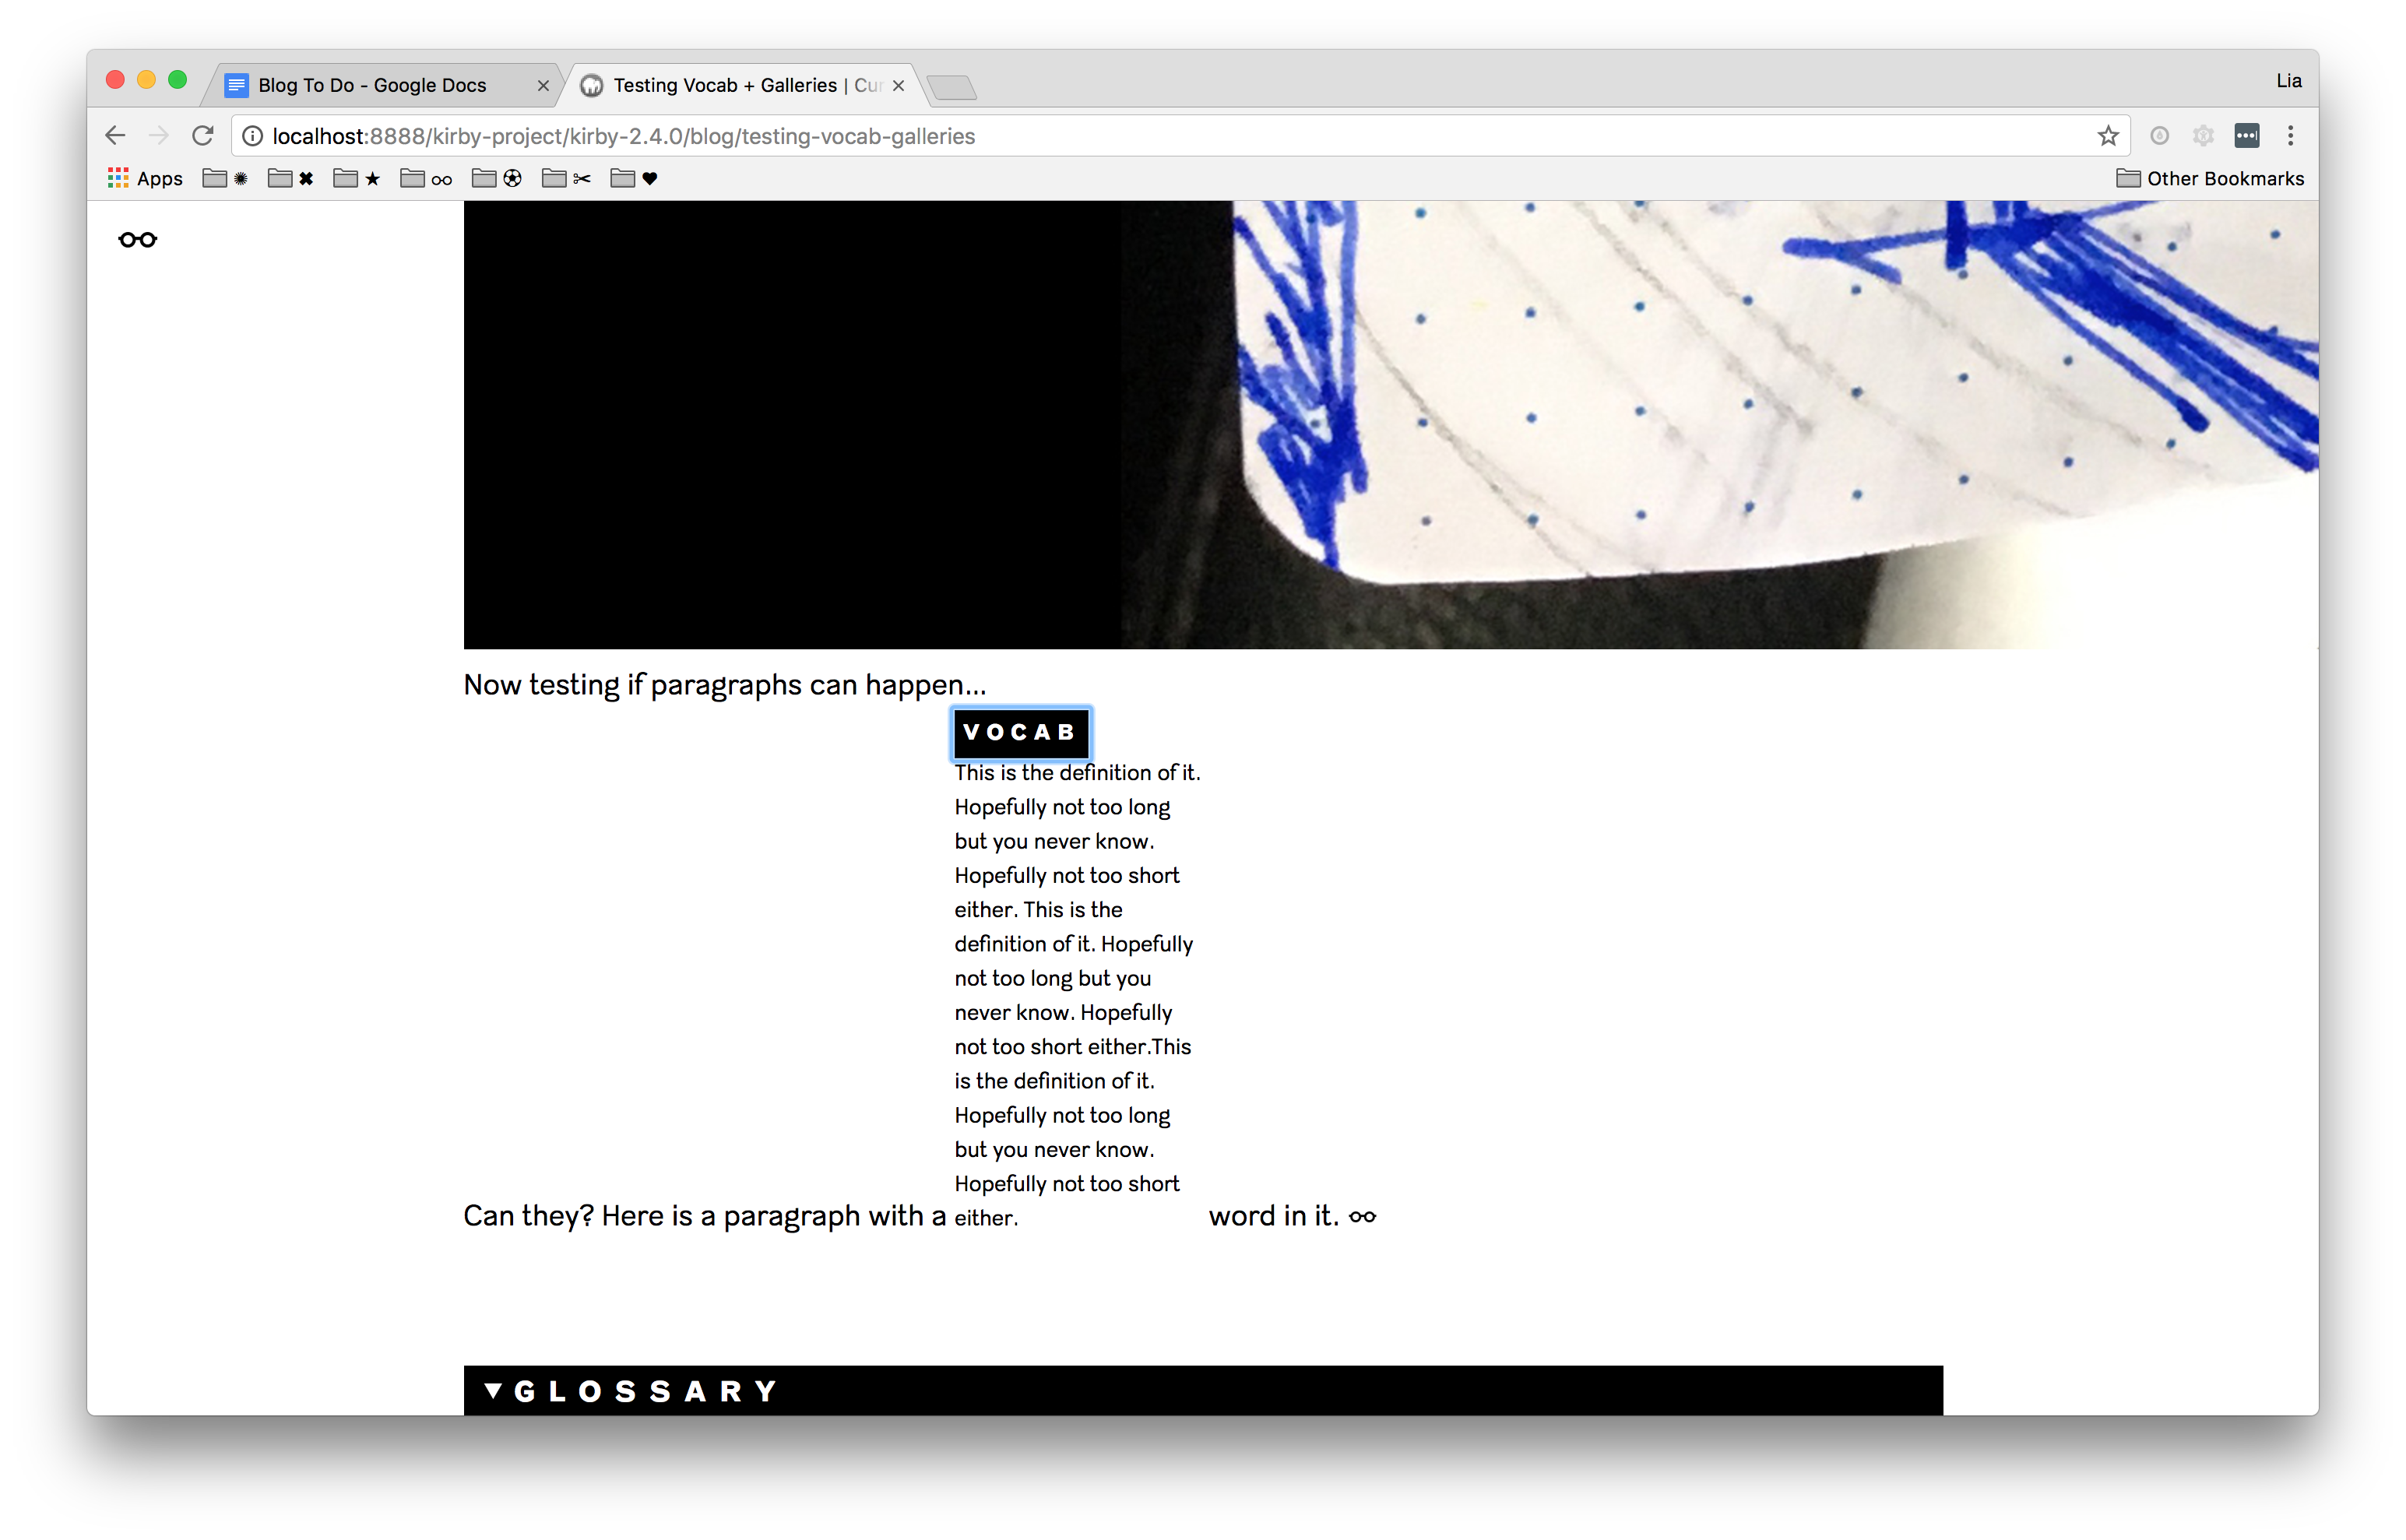 Blog To Do - Google Docs
Testing Vocab + Galleries | Cur
Lia
localhost:8888/kirby-project/kirby-2.4.0/blog/testing-vocab-galleries
Apps
Other Bookmarks
Now testing if paragraphs can happen...
VOCAB
This is the definition of it.
Hopefully not too long
but you never know.
Hopefully not too short
either. This is the
definition of it. Hopefully
not too long but you
never know. Hopefully
not too short either.This
is the definition of it.
Hopefully not too long
but you never know.
Hopefully not too short
Can they? Here is a paragraph with a either. word in it.
GLOSSARY